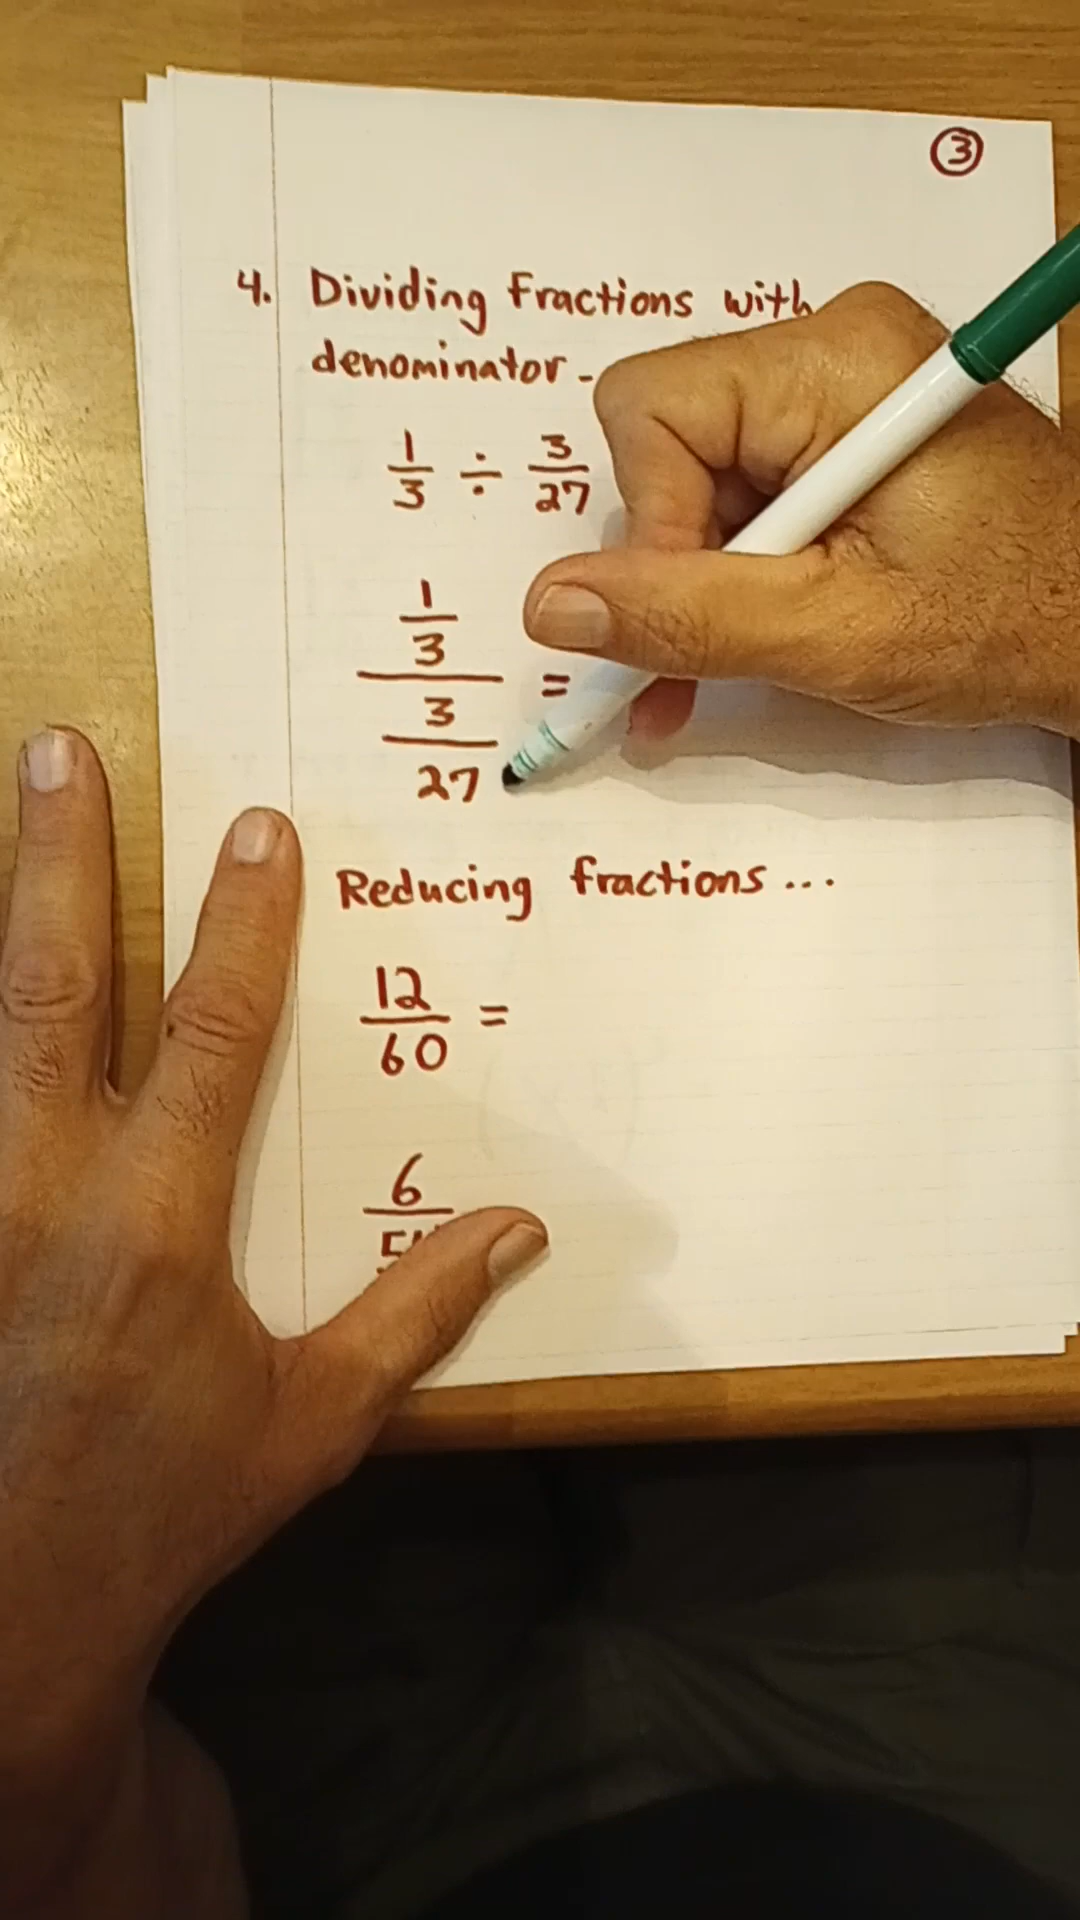 3
4. Dividing fractions with
denominator -
1/3 ÷ 3/27
1/3
3/27 =
Reducing fractions ...
12/60 =
6